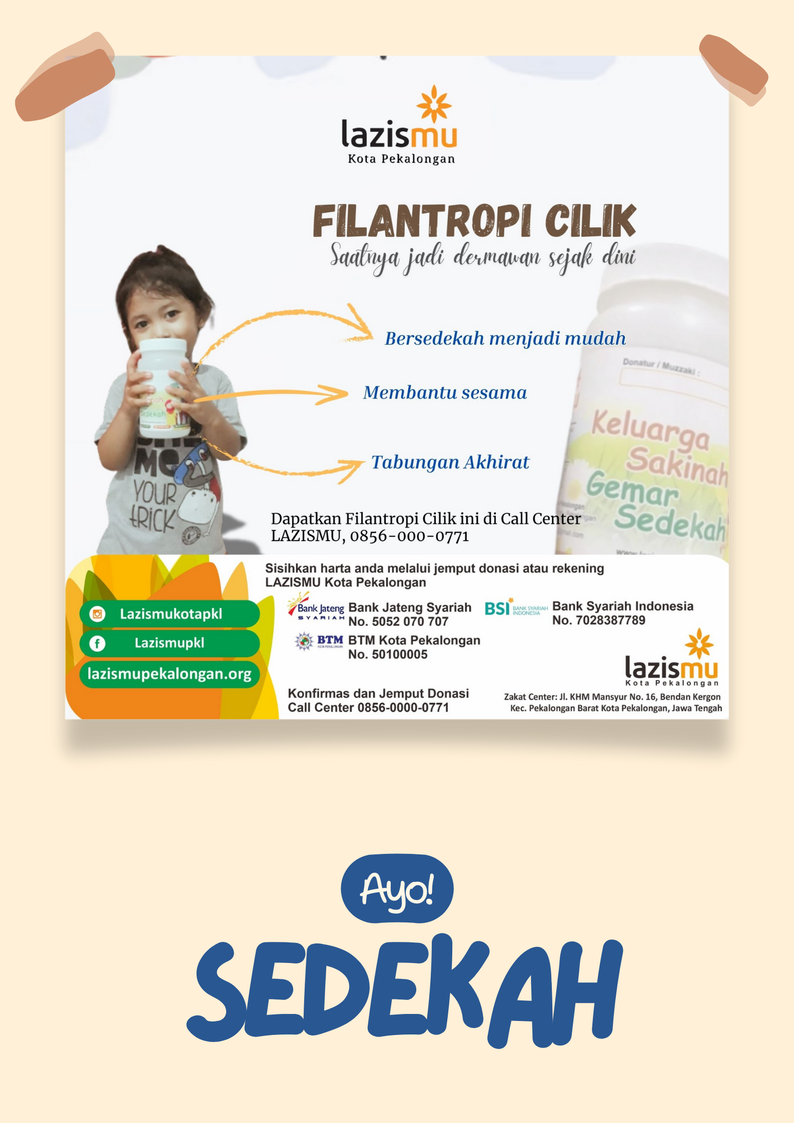 lazismu
Kota Pekalongan
FILANTROPI CILIK
Saatnya jadi dermawan sejak dini
Bersedekah menjadi mudah
Membantu sesama
Tabungan Akhirat
Donatur / Muzzaki :
Keluarga
Sakinah
Gemar
Sedekah
Sedekah
MO
YOUR
tRICK
Dapatkan Filantropi Cilik ini di Call Center
LAZISMU, 0856-000-0771
Sisihkan harta anda melalui jemput donasi atau rekening
LAZISMU Kota Pekalongan
Lazismukotapkl
Lazismupkl
lazismupekalongan.org
Bank Jateng
SYARIAH
Bank Jateng Syariah
No. 5052 070 707
BSI BANK SYARIAH
INDONESIA
Bank Syariah Indonesia
No. 7028387789
BTM
BTM Kota Pekalongan
No. 50100005
Konfirmas dan Jemput Donasi
Call Center 0856-0000-0771
lazismu
Kota Pekalongan
Zakat Center: Jl. KHM Mansyur No. 16, Bendan Kergon
Kec. Pekalongan Barat Kota Pekalongan, Jawa Tengah
Ayo!
SEDEKAH